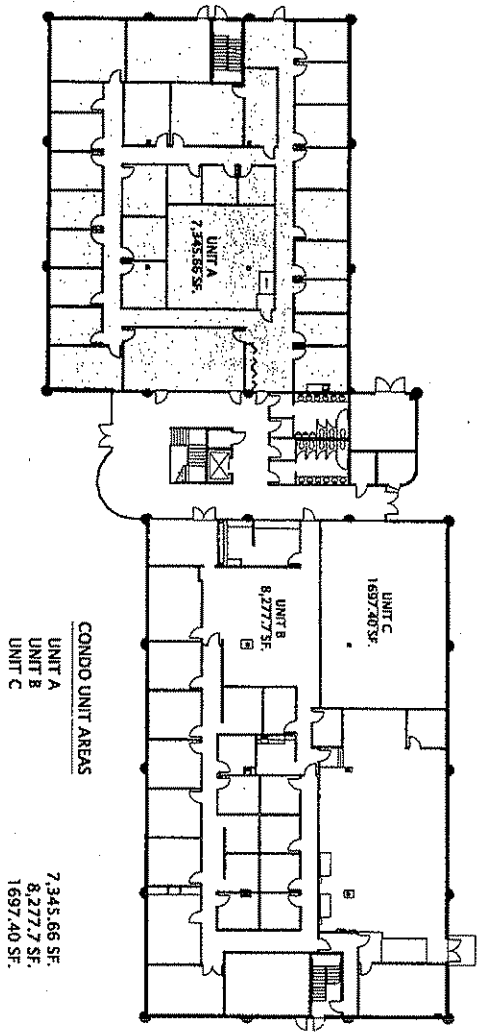 UNIT A
7,345.66 SF.
UNIT C
1697.40 SF.
UNIT B
8,277.7 SF.
CONDO UNIT AREAS
UNIT A 7,345.66 SF.
UNIT B 8,277.7 SF.
UNIT C 1697.40 SF.